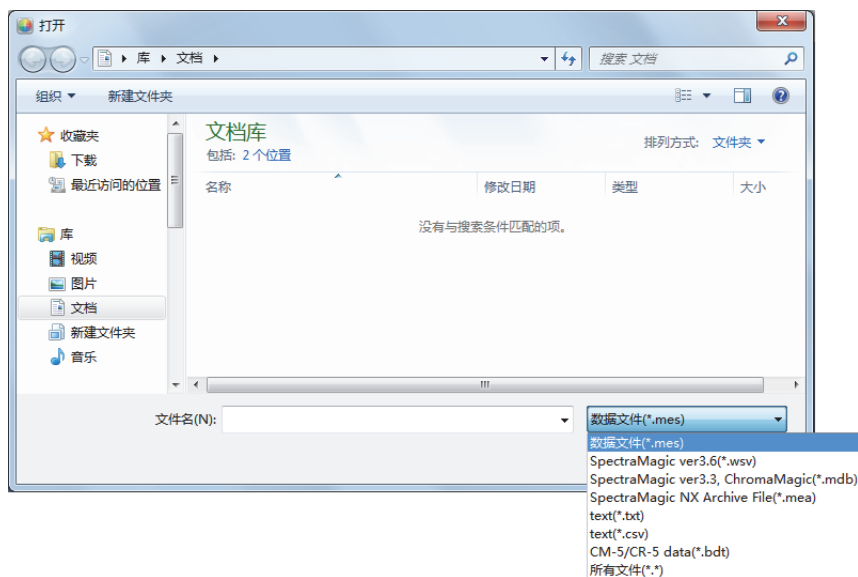 打开
库 文档
搜索 文档
组织 新建文件夹
收藏夹
下载
最近访问的位置
库
视频
图片
文档
新建文件夹
音乐
文档库
包括: 2 个位置
排列方式: 文件夹
名称 修改日期 类型 大小
没有与搜索条件匹配的项。
文件名(N):
数据文件(*.mes)
数据文件(*.mes)
SpectraMagic ver3.6(*.wsv)
SpectraMagic ver3.3, ChromaMagic(*.mdb)
SpectraMagic NX Archive File(*.mea)
text(*.txt)
text(*.csv)
CM-5/CR-5 data(*.bdt)
所有文件(*.*)